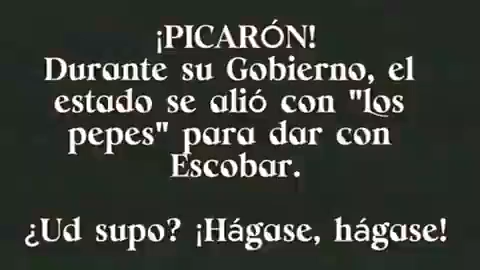 ¡PICARÓN!
Durante su Gobierno, el
estado se alió con "Los
pepes" para dar con
Escobar.
¿Ud supo? ¡Hágase, hágase!